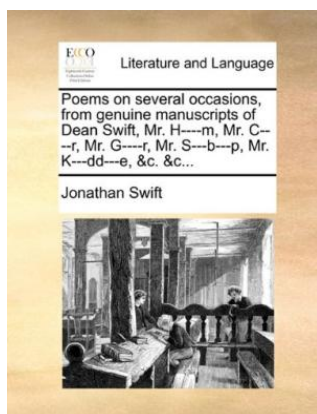 ECCO
Literature and Language
Poems on several occasions,
from genuine manuscripts of
Dean Swift, Mr. H----m, Mr. C--
--r, Mr. G----r, Mr. S---b---p, Mr.
K---dd---e, &c. &c...
Jonathan Swift